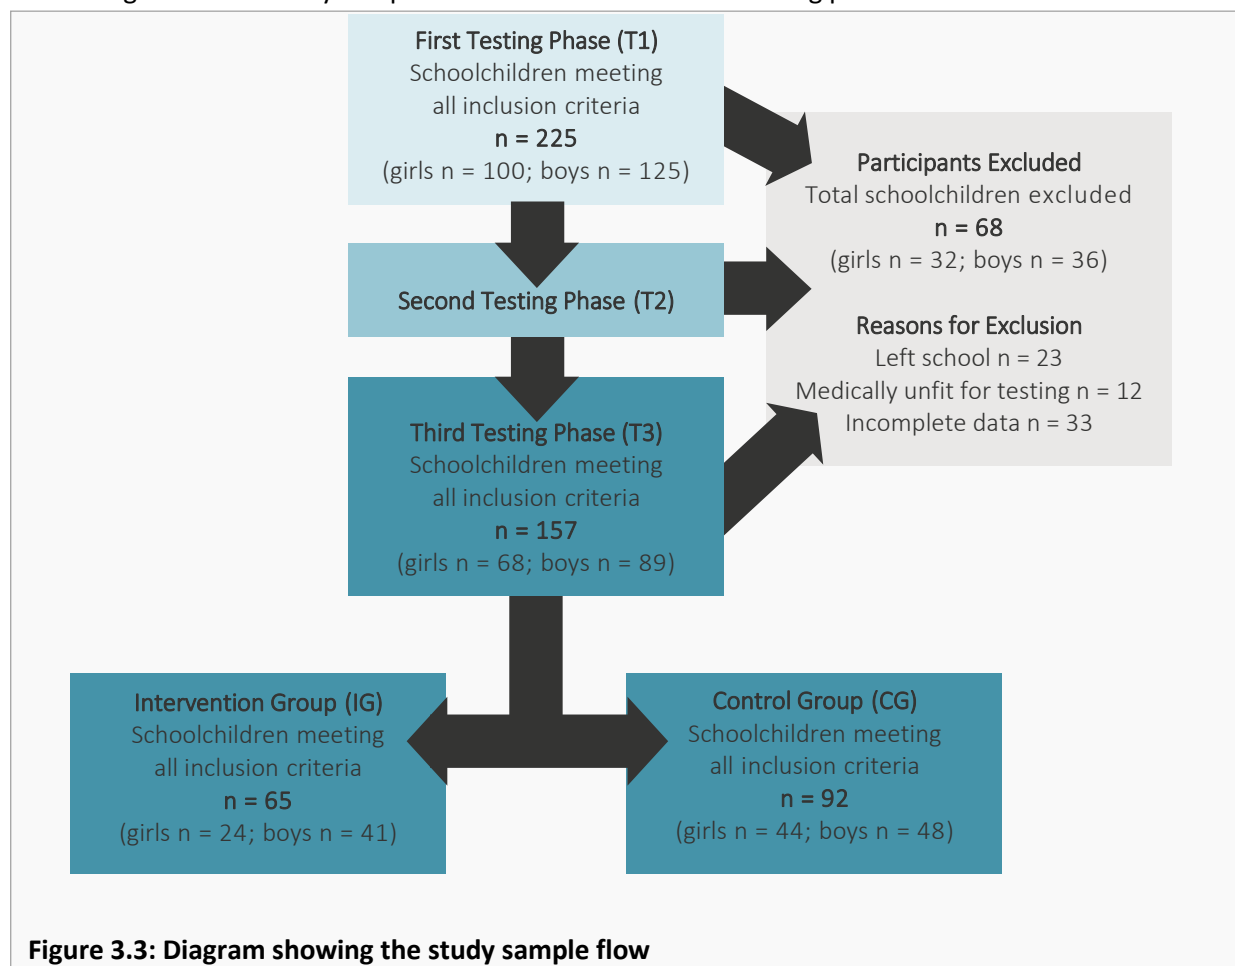 First Testing Phase (T1)
Schoolchildren meeting
all inclusion criteria
n = 225
(girls n = 100; boys n = 125)
Participants Excluded
Total schoolchildren excluded
n = 68
(girls n = 32; boys n = 36)
Reasons for Exclusion
Left school n = 23
Medically unfit for testing n = 12
Incomplete data n = 33
Second Testing Phase (T2)
Third Testing Phase (T3)
Schoolchildren meeting
all inclusion criteria
n = 157
(girls n = 68; boys n = 89)
Intervention Group (IG)
Schoolchildren meeting
all inclusion criteria
n = 65
(girls n = 24; boys n = 41)
Control Group (CG)
Schoolchildren meeting
all inclusion criteria
n = 92
(girls n = 44; boys n = 48)
Figure 3.3: Diagram showing the study sample flow